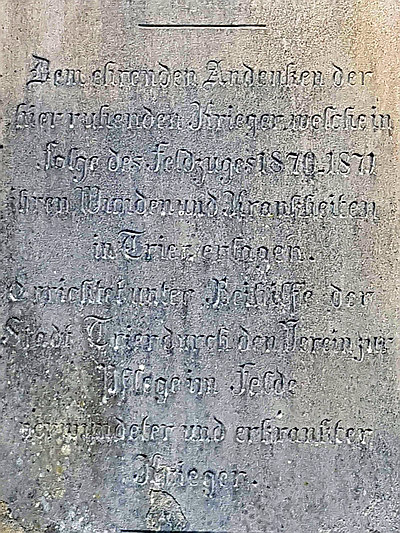 Dem ehrenden Andenken der
hier ruhenden Krieger, welche in
Folge des Feldzuges 1870-1871
ihren Wunden und Krankheiten
in Trier erlagen.
Errichtet unter Beihilfe der
Stadt Trier durch den Verein zur
Pflege im Felde
verwundeter und erkrankter
Krieger.